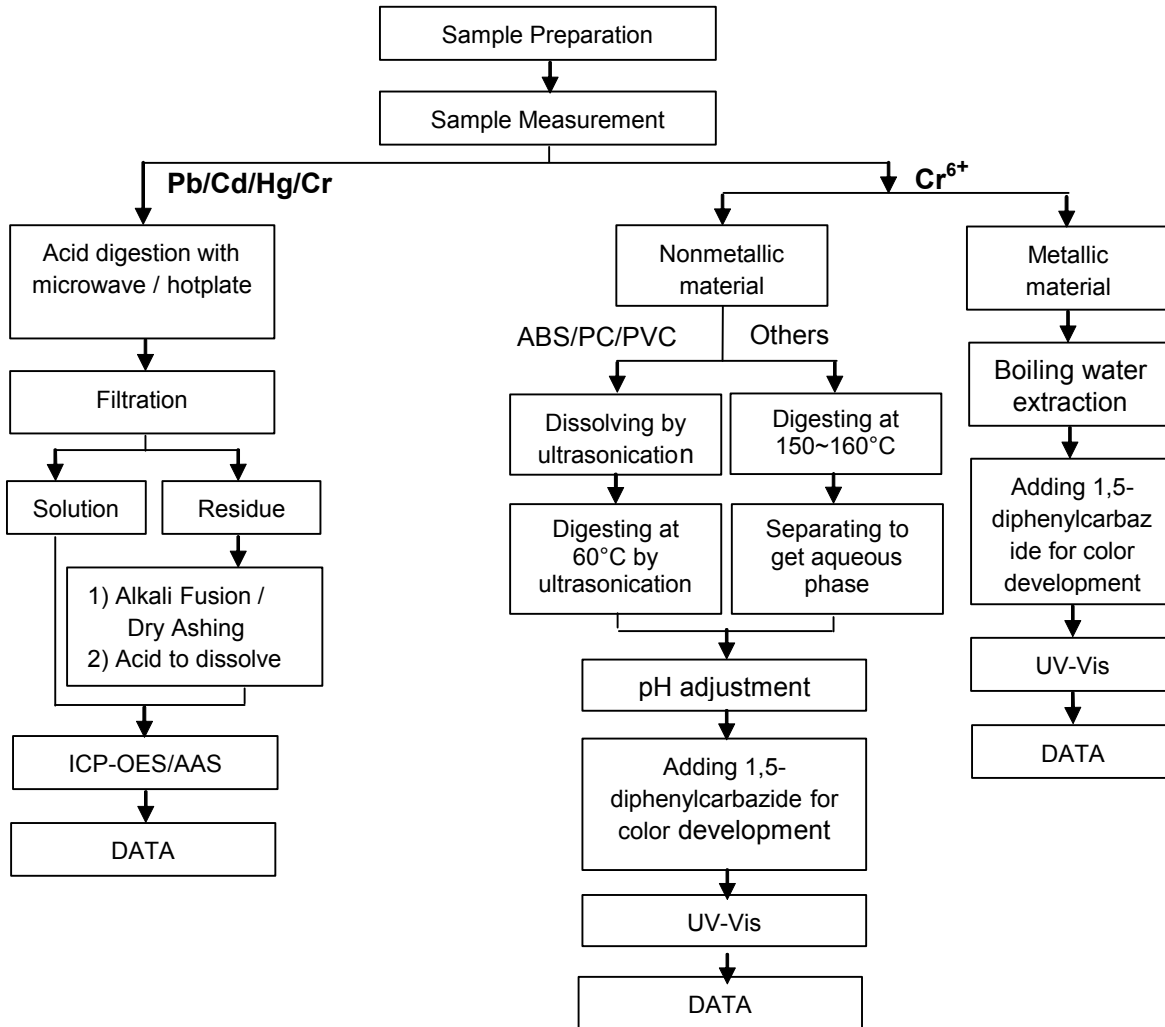 Sample Preparation
Sample Measurement
Pb/Cd/Hg/Cr
Cr6+
Acid digestion with
microwave / hotplate
Filtration
Solution
Residue
1) Alkali Fusion /
Dry Ashing
2) Acid to dissolve
ICP-OES/AAS
DATA
Nonmetallic
material
ABS/PC/PVC
Others
Dissolving by
ultrasonication
Digesting at
60°C by
ultrasonication
Digesting at
150~160°C
Separating to
get aqueous
phase
pH adjustment
Adding 1,5-
diphenylcarbazide for
color development
UV-Vis
DATA
Metallic
material
Boiling water
extraction
Adding 1,5-
diphenylcarbaz
ide for color
development
UV-Vis
DATA